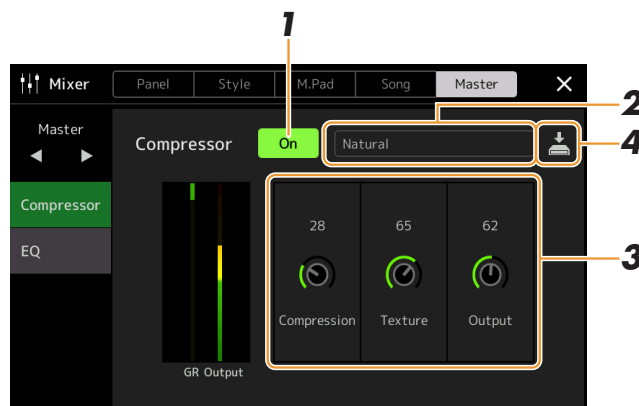 1
Mixer Panel Style M.Pad Song Master
2
Master
Compressor On Natural
4
Compressor
28 65 62
EQ
3
Compression Texture Output
GR Output